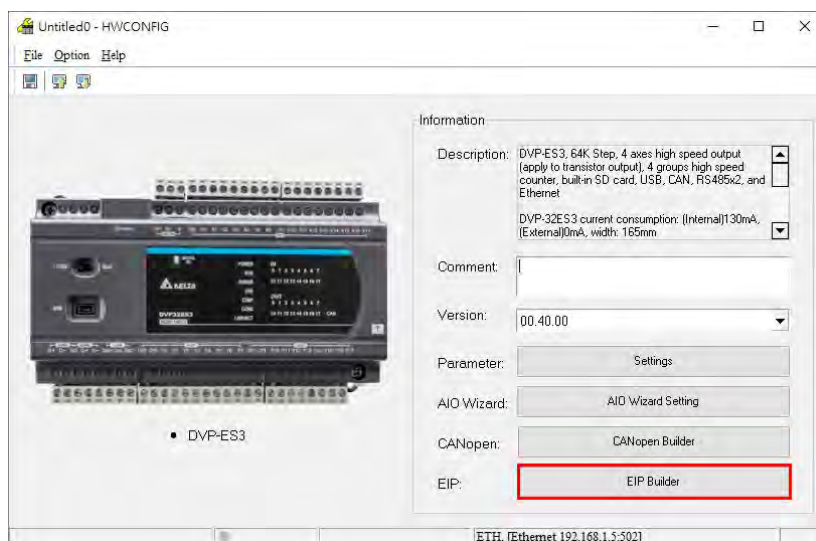 Untitled0 - HWCONFIG
File Option Help
Information
Description:
DVP-ES3, 64K Step, 4 axes high speed output
(apply to transistor output), 4 groups high speed
counter, built-in SD card, USB, CAN, RS485x2, and
Ethernet
DVP-32ES3 current consumption: (Internal)130mA,
(External)0mA, width: 165mm
Comment:
Version:
00.40.00
Parameter:
Settings
AIO Wizard:
AIO Wizard Setting
CANopen:
CANopen Builder
EIP:
EIP Builder
DELTA
DVP32ES3
• DVP-ES3
ETH, [Ethernet 192.168.1.5:502]